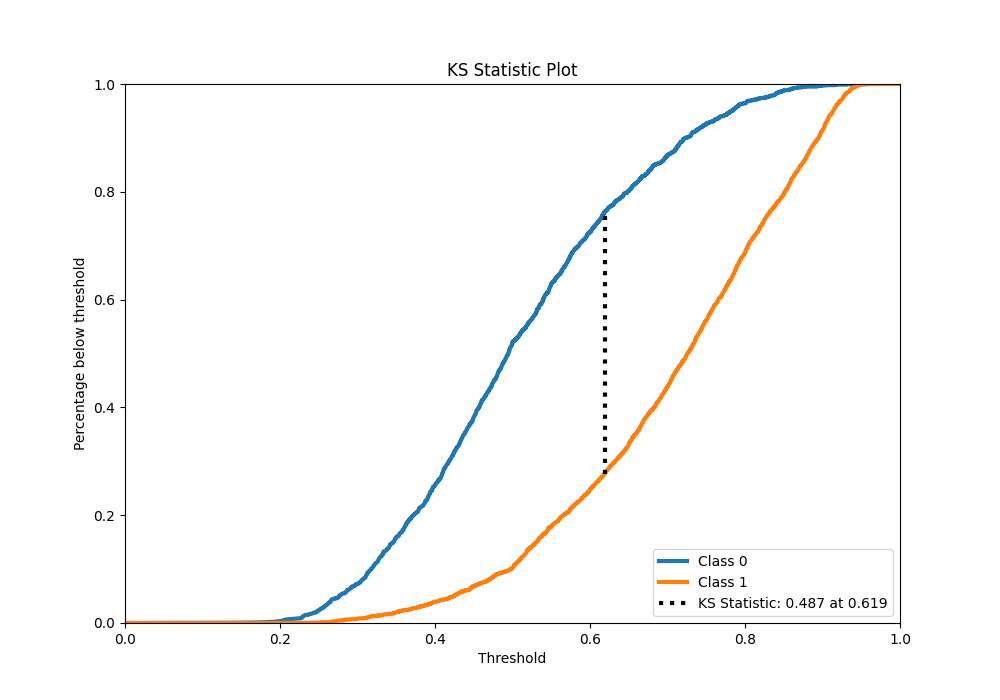 KS Statistic Plot
1.0
0.8
0.6
0.4
0.2
0.0
Percentage below threshold
0.0 0.2 0.4 0.6 0.8 1.0
Threshold
Class 0
Class 1
KS Statistic: 0.487 at 0.619